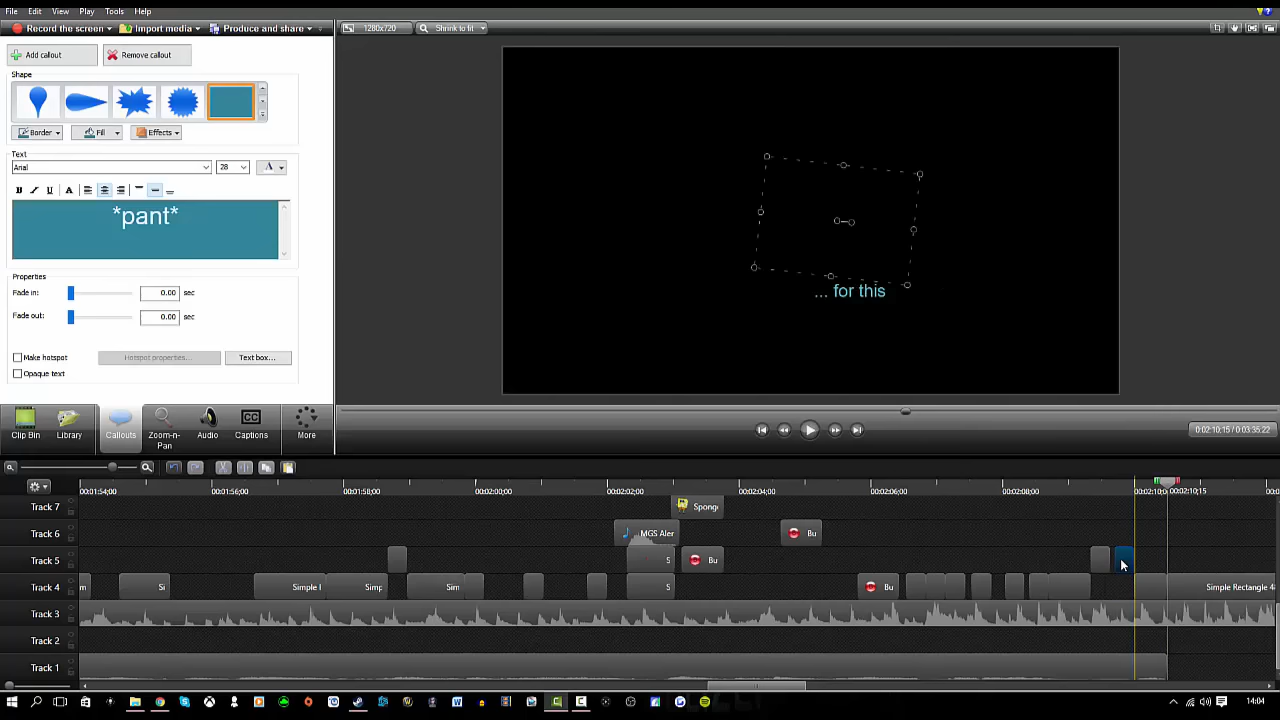 File Edit View Play Tools Help
Record the screen Import media Produce and share
1280x720 Shrink to fit
Add callout Remove callout
Shape
Border Fill Effects
Text
Arial 28 A
B I U A
*pant*
... for this
Properties
Fade in: 0.00 sec
Fade out: 0.00 sec
Make hotspot Hotspot properties... Text box...
Opaque text
Clip Bin Library Callouts Zoom-n-Pan Audio Captions More
0:02:10;15 / 0:03:35.22
00:01:54;00 00:01:56;00 00:01:58;00 00:02:00;00 00:02:02;00 00:02:04;00 00:02:06;00 00:02:08;00 00:02:10;00 00:02:10;15
Track 7 Spong
Track 6 MGS Aler Bu
Track 5 S Bu
Track 4 m Si Simple I Simp Sim S Bu Simple Rectangle 4
Track 3
Track 2
Track 1
14:04